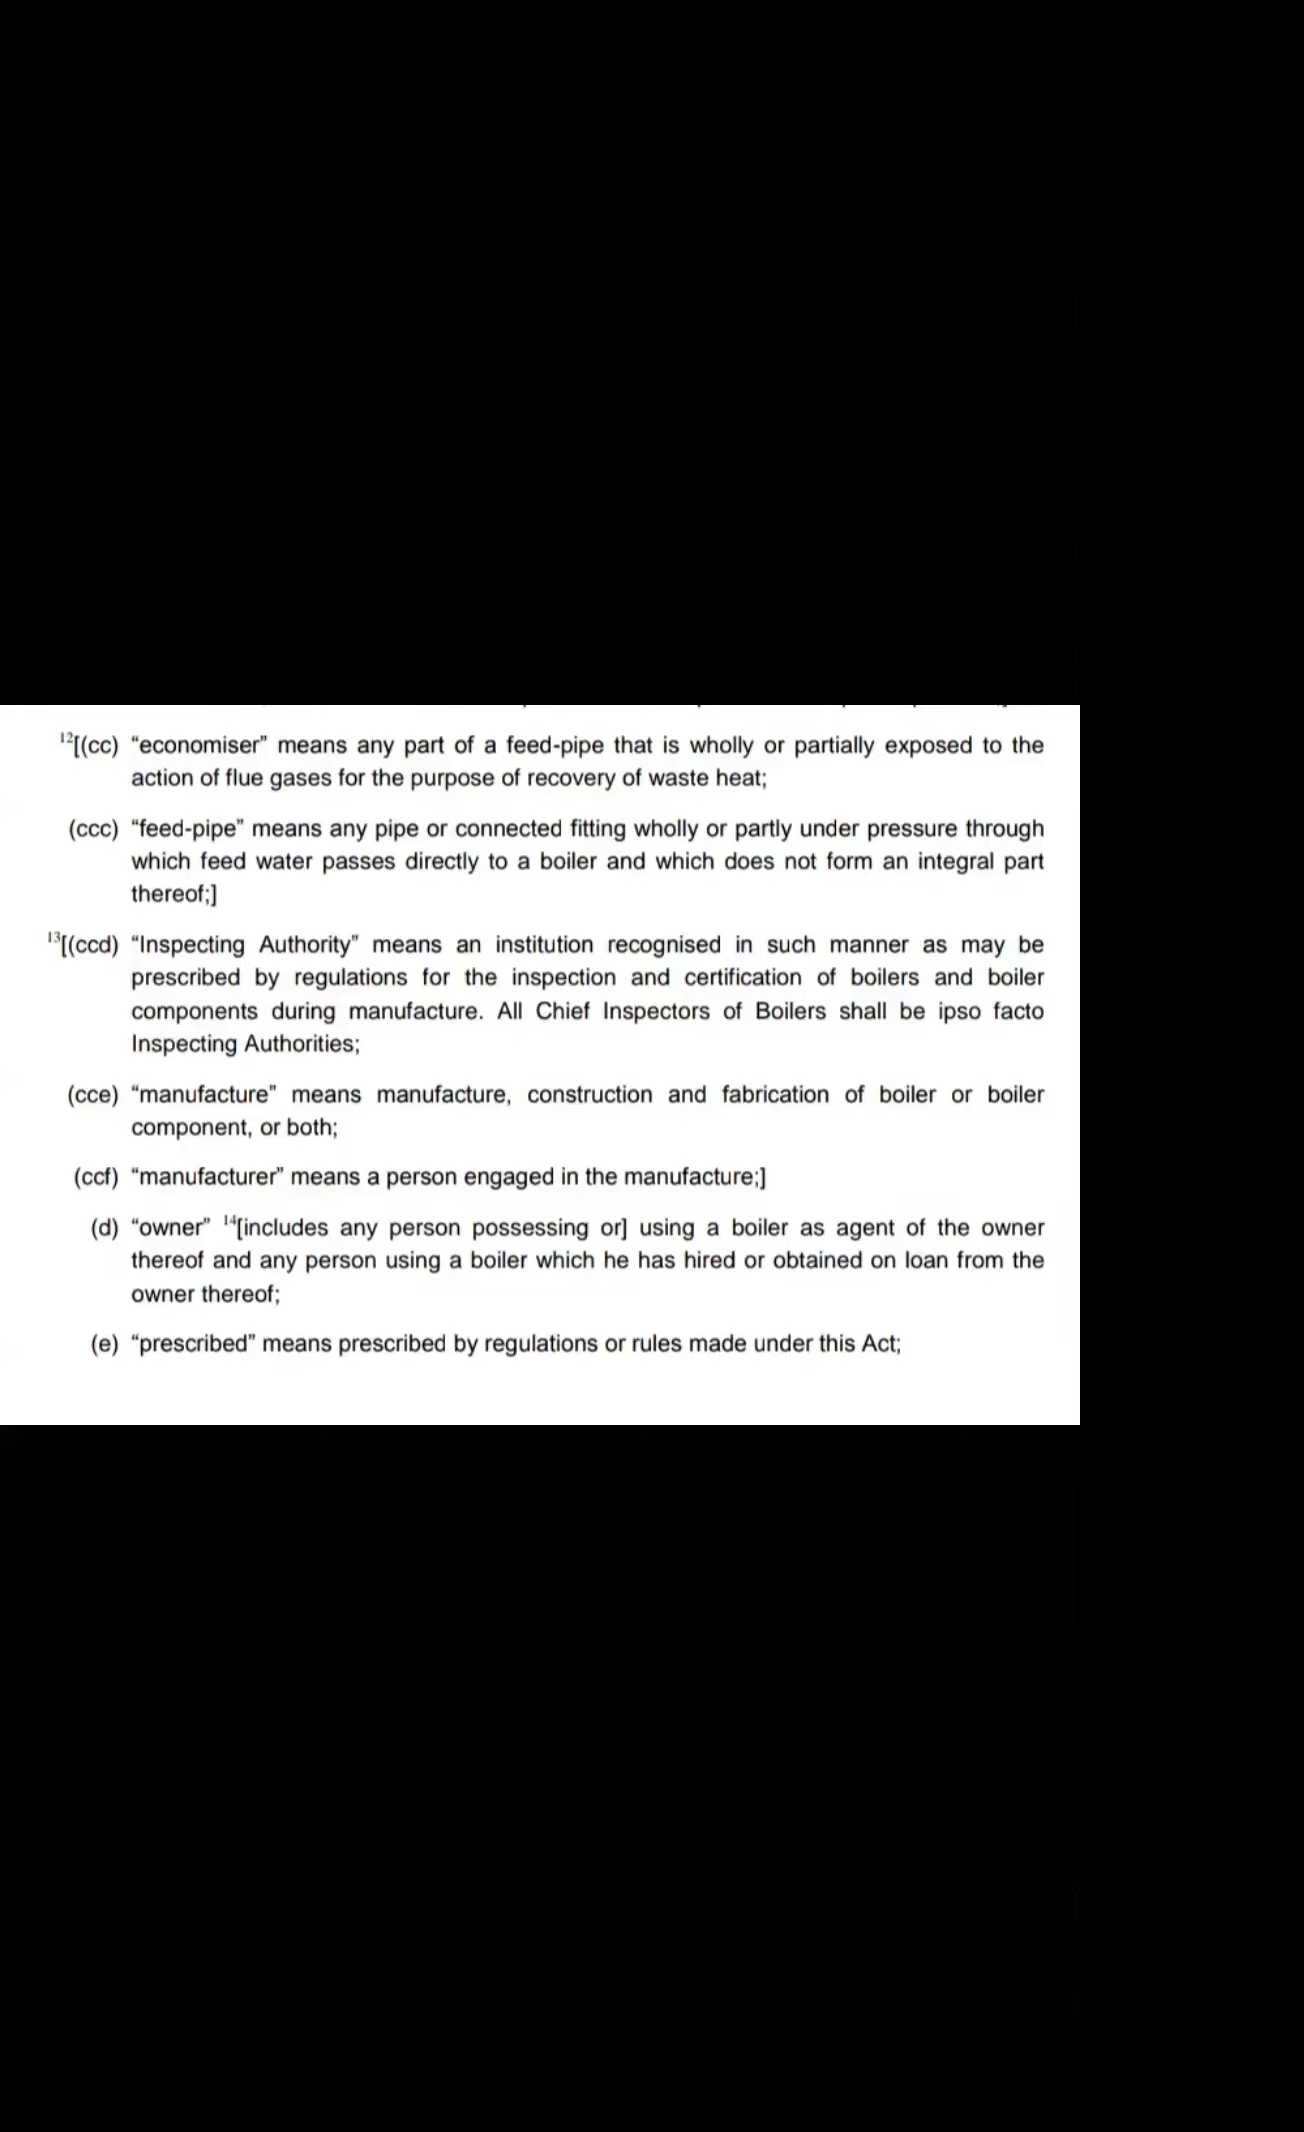 12[(cc) “economiser” means any part of a feed-pipe that is wholly or partially exposed to the
action of flue gases for the purpose of recovery of waste heat;
(ccc) “feed-pipe” means any pipe or connected fitting wholly or partly under pressure through
which feed water passes directly to a boiler and which does not form an integral part
thereof;]
13[(ccd) “Inspecting Authority” means an institution recognised in such manner as may be
prescribed by regulations for the inspection and certification of boilers and boiler
components during manufacture. All Chief Inspectors of Boilers shall be ipso facto
Inspecting Authorities;
(cce) “manufacture” means manufacture, construction and fabrication of boiler or boiler
component, or both;
(ccf) “manufacturer” means a person engaged in the manufacture;]
(d) “owner” 14[includes any person possessing or] using a boiler as agent of the owner
thereof and any person using a boiler which he has hired or obtained on loan from the
owner thereof;
(e) “prescribed” means prescribed by regulations or rules made under this Act;